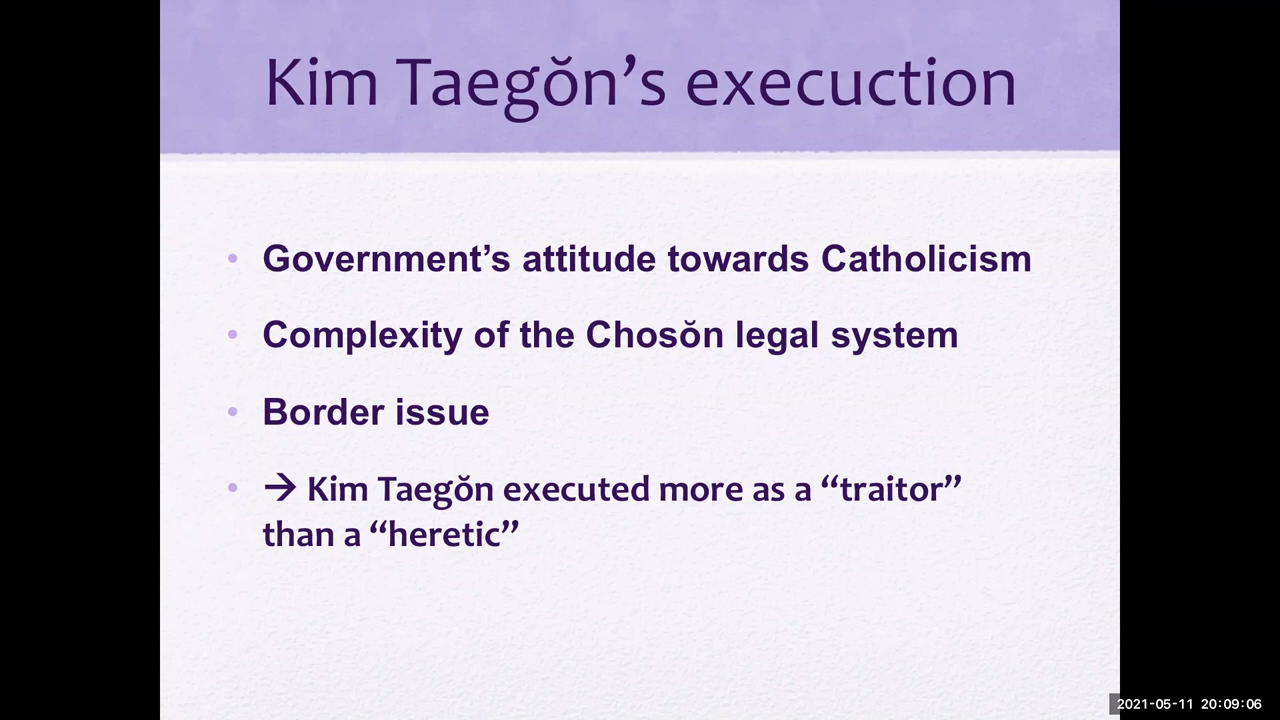 Kim Taegŏn’s execuction
• Government’s attitude towards Catholicism
• Complexity of the Chosŏn legal system
• Border issue
• → Kim Taegŏn executed more as a “traitor”
than a “heretic”
2021-05-11 20:09:06